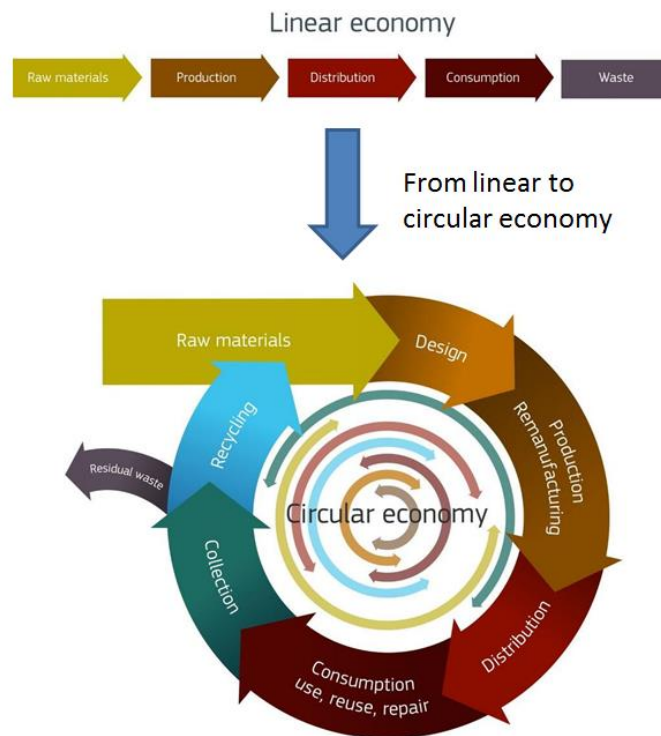 Linear economy
Raw materials
Production
Distribution
Consumption
Waste
From linear to
circular economy
Raw materials
Design
Production
Remanufacturing
Distribution
Consumption
use, reuse, repair
Collection
Recycling
Residual waste
Circular economy